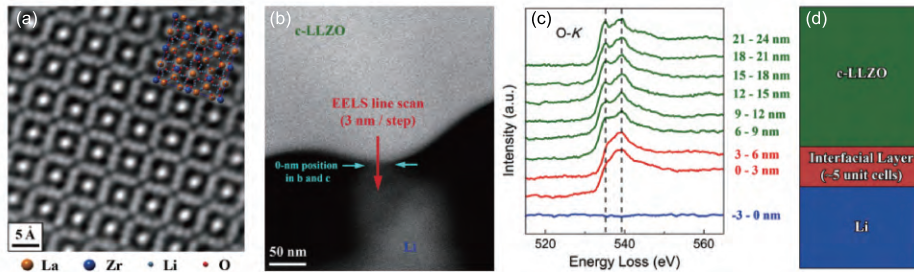 (a)
5 Å
La Zr Li O
(b)
c-LLZO
EELS line scan
(3 nm / step)
0-nm position
in b and c
Li
50 nm
(c)
O-K
Intensity (a.u.)
21 - 24 nm
18 - 21 nm
15 - 18 nm
12 - 15 nm
9 - 12 nm
6 - 9 nm
3 - 6 nm
0 - 3 nm
-3 - 0 nm
520 540 560
Energy Loss (eV)
(d)
c-LLZO
Interfacial Layer
(~5 unit cells)
Li